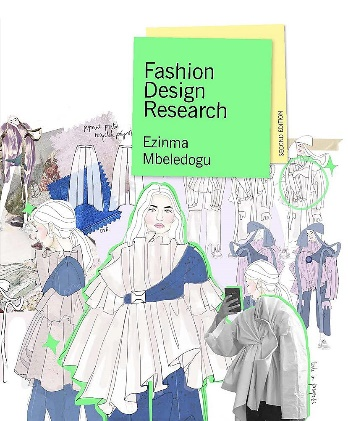 Fashion
Design
Research
Ezinma
Mbeledogu
SECOND EDITION